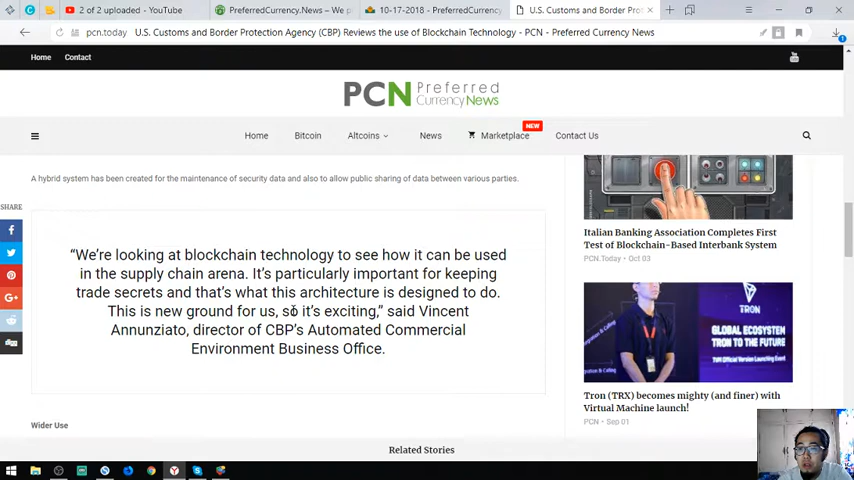 2 of 2 uploaded - YouTube
PreferredCurrency.News – We p
10-17-2018 - PreferredCurrency
U.S. Customs and Border Prot
pcn.today
U.S. Customs and Border Protection Agency (CBP) Reviews the use of Blockchain Technology - PCN - Preferred Currency News
Home
Contact
PCN Preferred
Currency News
Home
Bitcoin
Altcoins
News
Marketplace
NEW
Contact Us
A hybrid system has been created for the maintenance of security data and also to allow public sharing of data between various parties.
SHARE
“We’re looking at blockchain technology to see how it can be used
in the supply chain arena. It’s particularly important for keeping
trade secrets and that’s what this architecture is designed to do.
This is new ground for us, so it’s exciting,” said Vincent
Annunziato, director of CBP’s Automated Commercial
Environment Business Office.
Wider Use
Italian Banking Association Completes First
Test of Blockchain-Based Interbank System
PCN.Today • Oct 03
GLOBAL ECOSYSTEM
TRON TO THE FUTURE
TVM Official Version Launching Event
Tron (TRX) becomes mighty (and finer) with
Virtual Machine launch!
PCN • Sep 01
Related Stories
digg